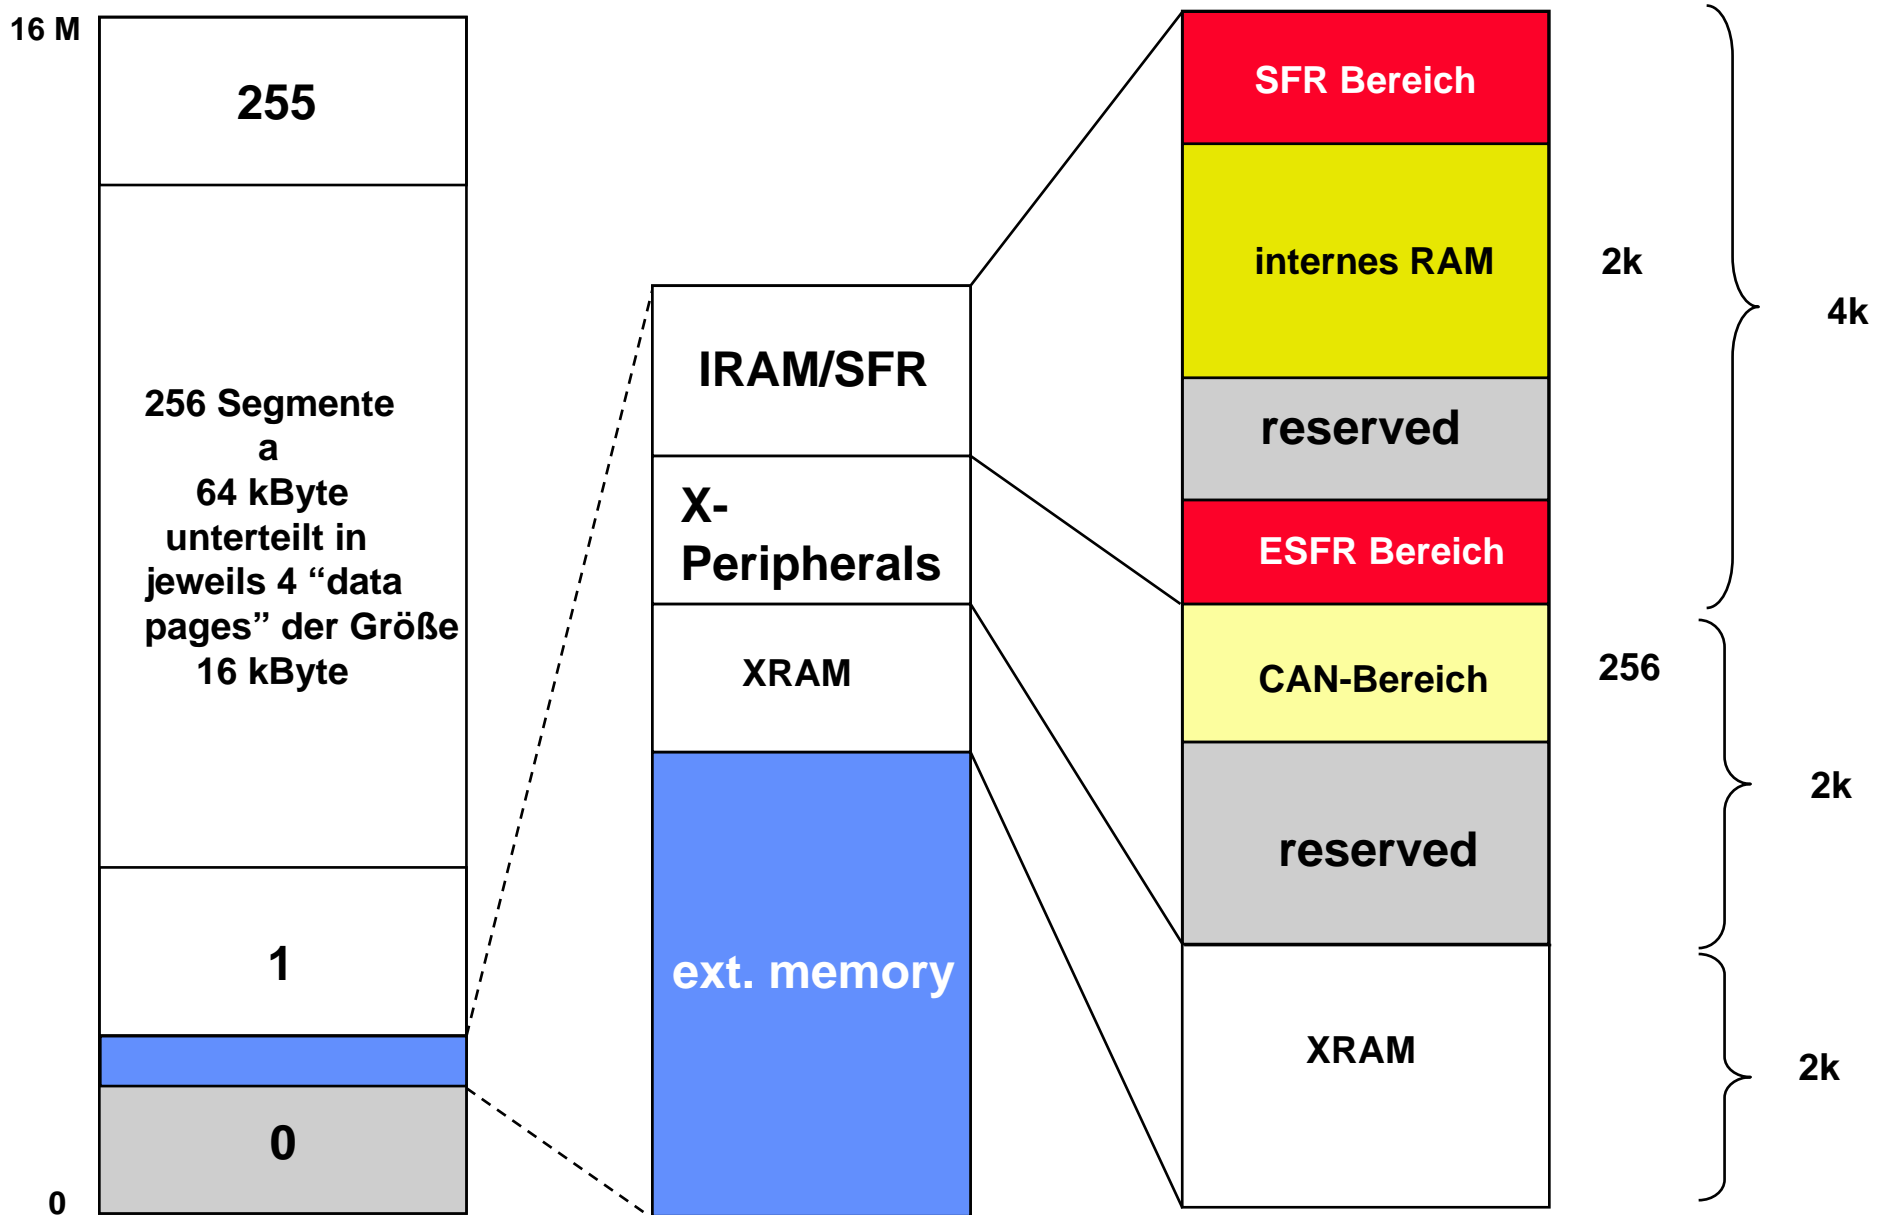 16 M
255
256 Segmente
a
64 kByte
unterteilt in
jeweils 4 “data
pages” der Größe
16 kByte
1
0
0
IRAM/SFR
X-
Peripherals
XRAM
ext. memory
SFR Bereich
internes RAM
reserved
ESFR Bereich
CAN-Bereich
reserved
XRAM
2k
4k
256
2k
2k